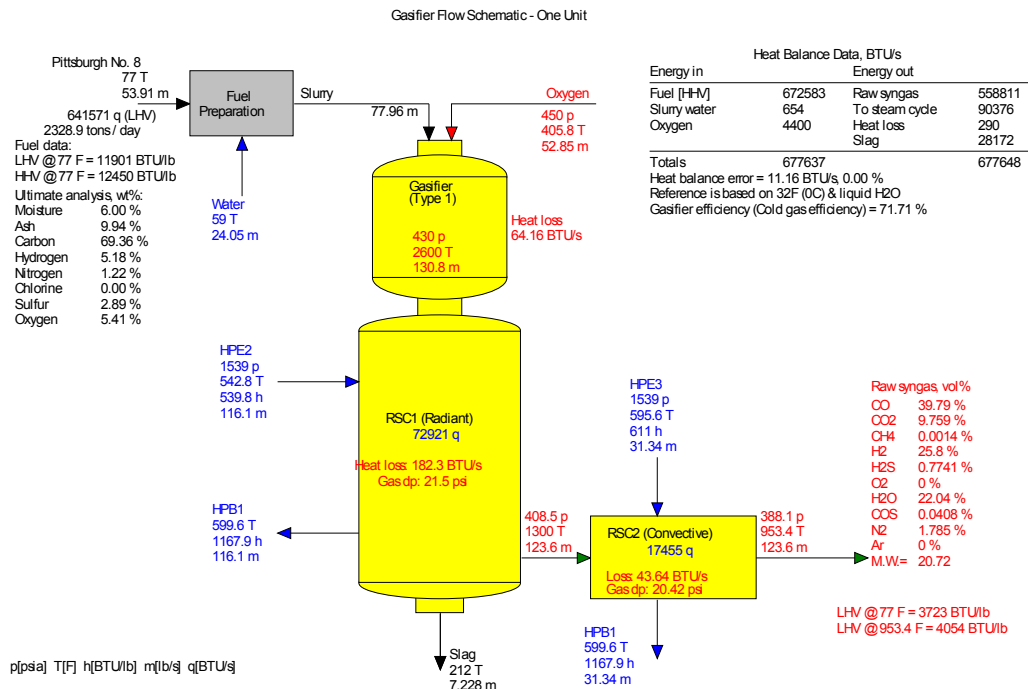 Gasifier Flow Schematic - One Unit
Pittsburgh No. 8
77 T
53.91 m
641571 q (LHV)
2328.9 tons / day
Fuel data:
LHV @ 77 F = 11901 BTU/lb
HHV @ 77 F = 12450 BTU/lb
Ultimate analysis, wt%:
Moisture 6.00 %
Ash 9.94 %
Carbon 69.36 %
Hydrogen 5.18 %
Nitrogen 1.22 %
Chlorine 0.00 %
Sulfur 2.89 %
Oxygen 5.41 %
Fuel
Preparation
Slurry
77.96 m
Water
59 T
24.05 m
Oxygen
450 p
405.8 T
52.85 m
Gasifier
(Type 1)
430 p
2600 T
130.8 m
Heat loss
64.16 BTU/s
Heat Balance Data, BTU/s
Energy in Energy out
Fuel [HHV] 672583 Raw syngas 558811
Slurry water 654 To steam cycle 90376
Oxygen 4400 Heat loss 290
Slag 28172
Totals 677637 677648
Heat balance error = 11.16 BTU/s, 0.00 %
Reference is based on 32F (0C) & liquid H2O
Gasifier efficiency (Cold gas efficiency) = 71.71 %
HPE2
1539 p
542.8 T
539.8 h
116.1 m
RSC1 (Radiant)
72921 q
Heat loss: 182.3 BTU/s
Gas dp: 21.5 psi
HPB1
599.6 T
1167.9 h
116.1 m
408.5 p
1300 T
123.6 m
HPE3
1539 p
595.6 T
611 h
31.34 m
RSC2 (Convective)
17455 q
Loss: 43.64 BTU/s
Gas dp: 20.42 psi
388.1 p
953.4 T
123.6 m
HPB1
599.6 T
1167.9 h
31.34 m
Raw syngas, vol%
CO 39.79 %
CO2 9.759 %
CH4 0.0014 %
H2 25.8 %
H2S 0.7741 %
O2 0 %
H2O 22.04 %
COS 0.0408 %
N2 1.785 %
Ar 0 %
M.W.= 20.72
LHV @ 77 F = 3723 BTU/lb
LHV @ 953.4 F = 4054 BTU/lb
Slag
212 T
7.228 m
p[psia] T[F] h[BTU/lb] m[lb/s] q[BTU/s]